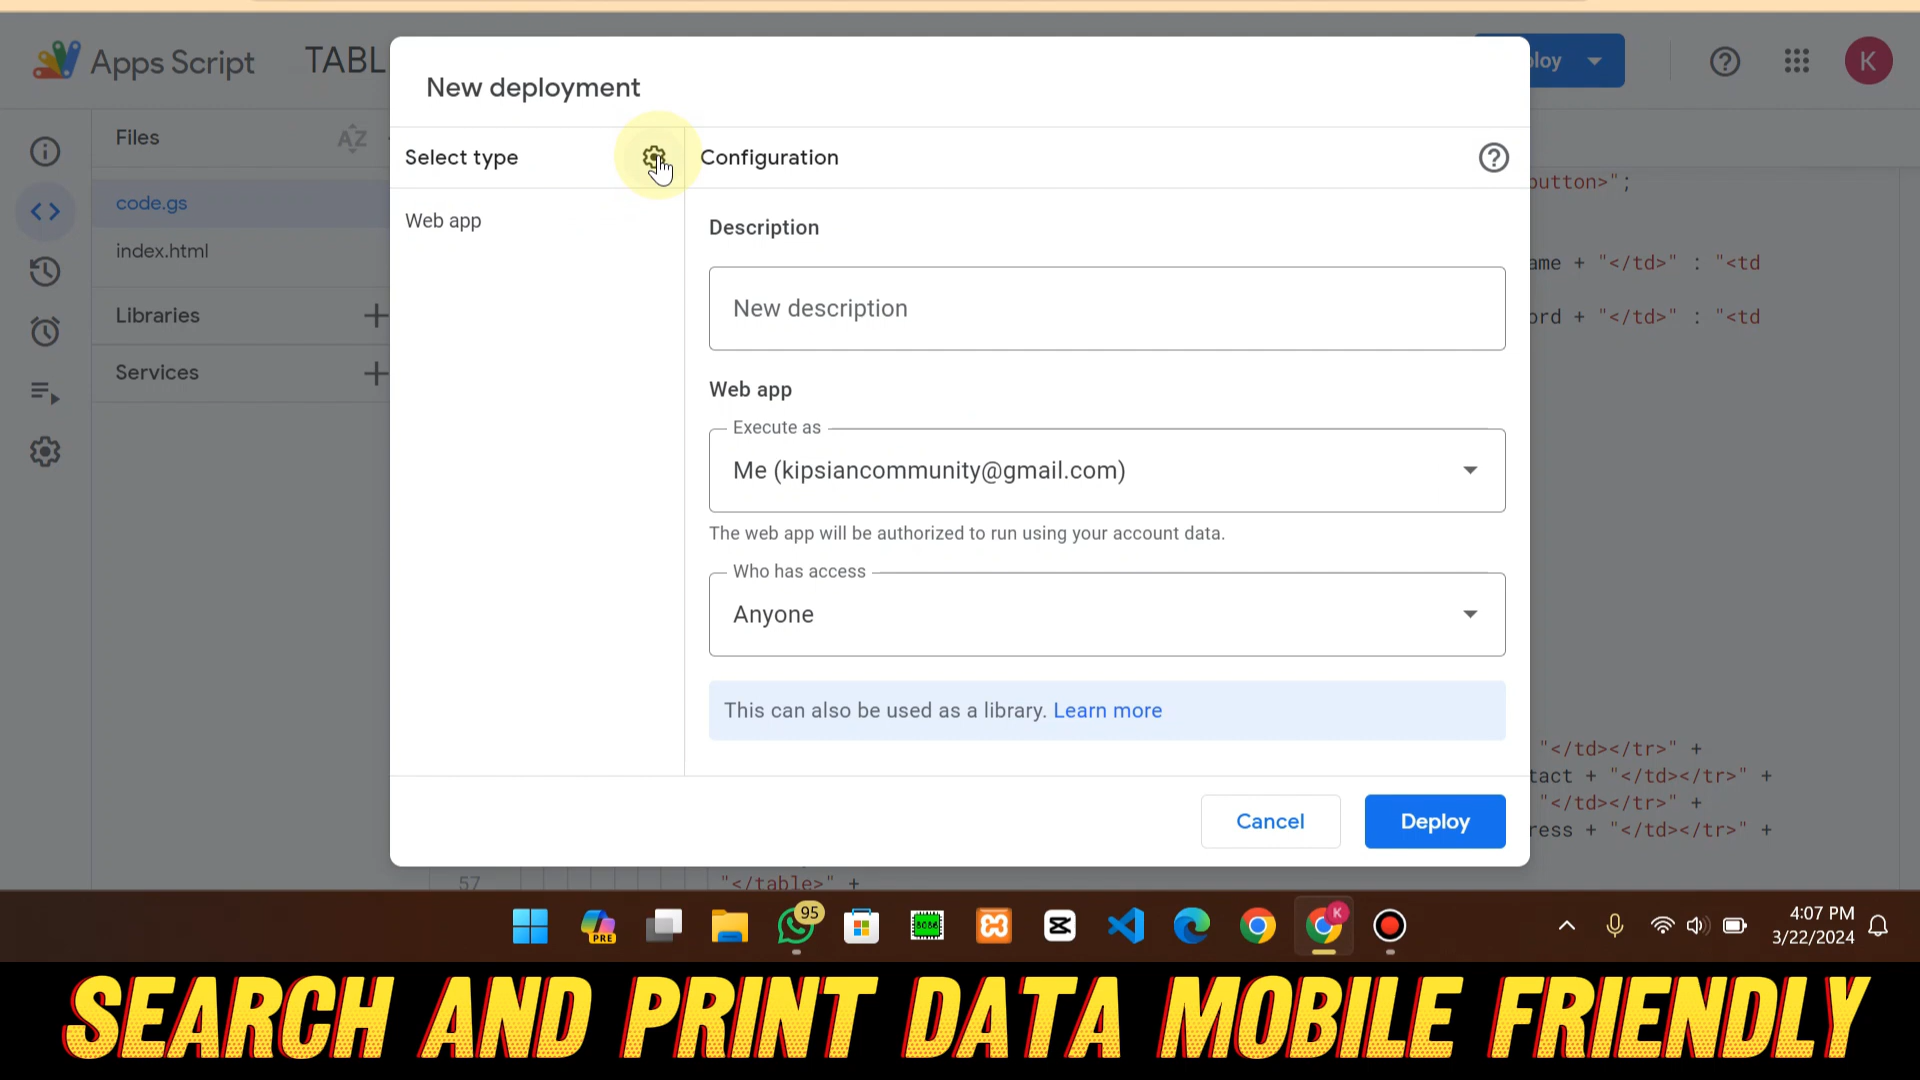 Apps Script
TABL
ploy
K
New deployment
Files
AZ
Select type
Configuration
code.gs
Web app
index.html
Description
button>";
New description
ame + "</td>" : "<td
Libraries
ord + "</td>" : "<td
Services
Web app
Execute as
Me (kipsiancommunity@gmail.com)
The web app will be authorized to run using your account data.
Who has access
Anyone
This can also be used as a library. Learn more
"</td></tr>" +
tact + "</td></tr>" +
"</td></tr>" +
ress + "</td></tr>" +
Cancel
Deploy
57
"</table>" +
PRE
95
8086
K
4:07 PM
3/22/2024
SEARCH AND PRINT DATA MOBILE FRIENDLY